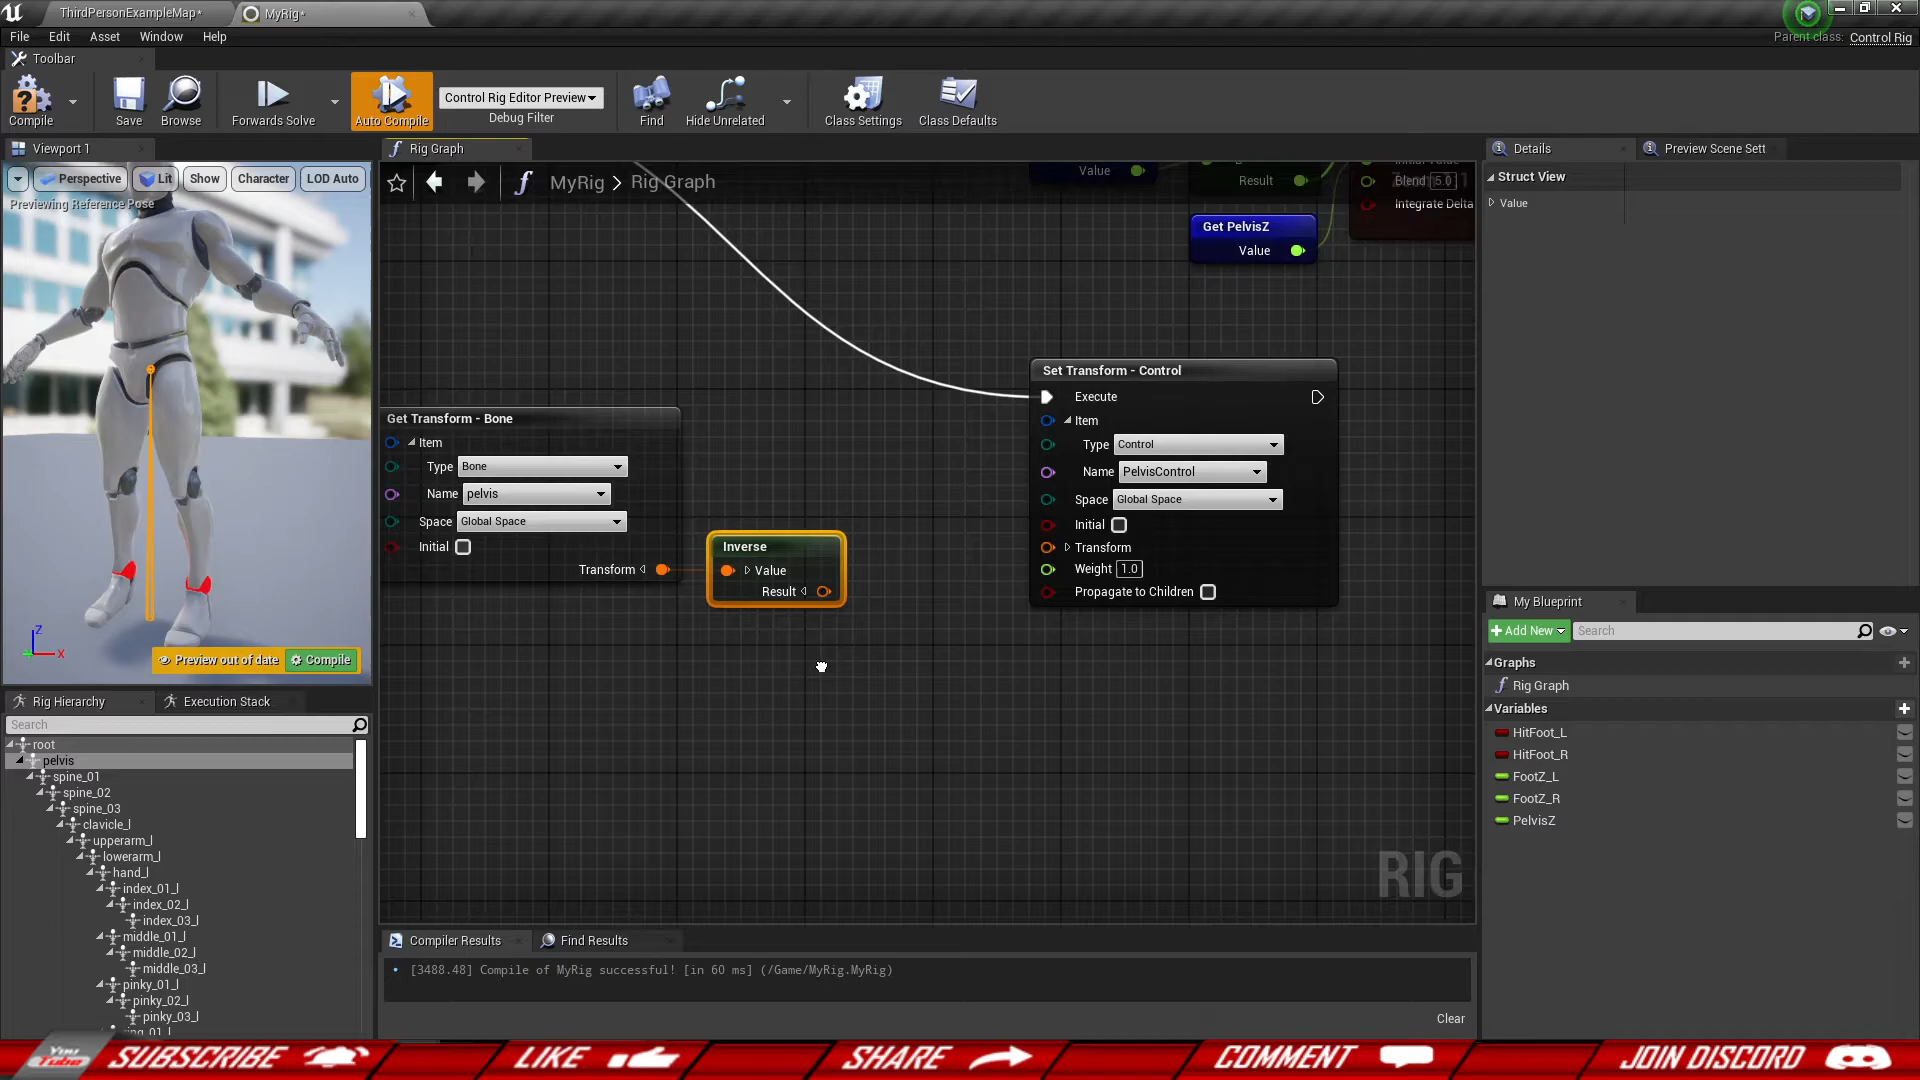 ThirdPersonExampleMap*
MyRig*
Parent class: Control Rig
File Edit Asset Window Help
Toolbar
Compile
Save
Browse
Forwards Solve
Auto Compile
Control Rig Editor Preview
Debug Filter
Find
Hide Unrelated
Class Settings
Class Defaults
Viewport 1
Perspective
Lit
Show
Character
LOD Auto
Previewing Reference Pose
Z
X
Preview out of date
Compile
Rig Graph
MyRig > Rig Graph
Value
Result
Blend 5.0
Integrate Delta
Get PelvisZ
Value
Get Transform - Bone
Item
Type Bone
Name pelvis
Space Global Space
Initial
Transform
Inverse
Value
Result
Set Transform - Control
Execute
Item
Type Control
Name PelvisControl
Space Global Space
Initial
Transform
Weight 1.0
Propagate to Children
RIG
Details
Preview Scene Sett
Struct View
Value
My Blueprint
+ Add New
Search
Graphs
Rig Graph
Variables
HitFoot_L
HitFoot_R
FootZ_L
FootZ_R
PelvisZ
Rig Hierarchy
Execution Stack
Search
root
pelvis
spine_01
spine_02
spine_03
clavicle_l
upperarm_l
lowerarm_l
hand_l
index_01_l
index_02_l
index_03_l
middle_01_l
middle_02_l
middle_03_l
pinky_01_l
pinky_02_l
pinky_03_l
Compiler Results
Find Results
[3488.48] Compile of MyRig successful! [in 60 ms] (/Game/MyRig.MyRig)
Clear
You Tube
SUBSCRIBE
LIKE
SHARE
COMMENT
JOIN DISCORD